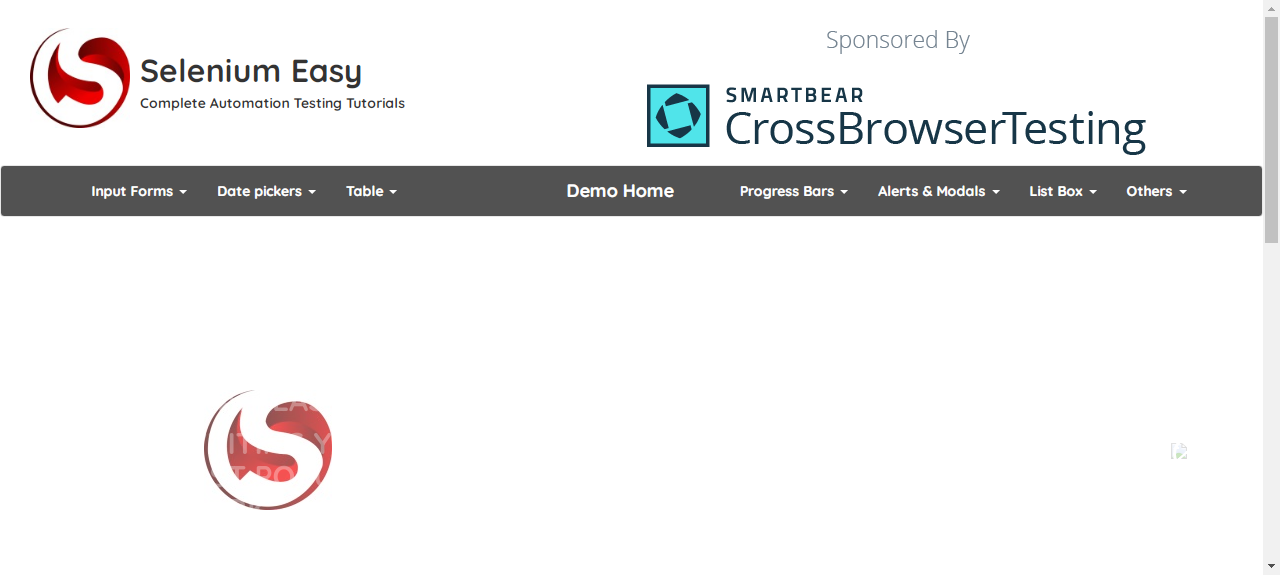 Selenium Easy
Complete Automation Testing Tutorials
Sponsored By
SMARTBEAR
CrossBrowserTesting
Input Forms Date pickers Table Demo Home Progress Bars Alerts & Modals List Box Others